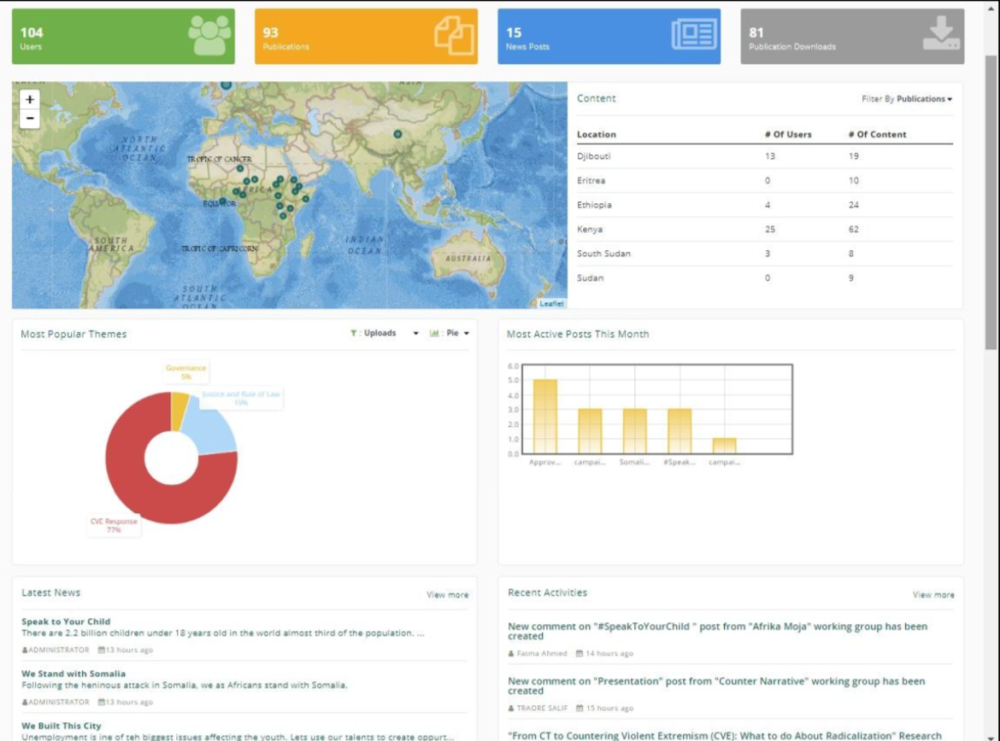 104
Users
93
Publications
15
News Posts
81
Publication Downloads
+
−
ASIA
NORTH
ATLANTIC
OCEAN
TROPIC OF CANCER
AFRICA
EQUATOR
SOUTH
AMERICA
INDIAN
OCEAN
TROPIC OF CAPRICORN
AUSTRALIA
SOUTH
ATLANTIC
OCEAN
Leaflet
Content
Filter By Publications
Location # Of Users # Of Content
Djibouti 13 19
Eritrea 0 10
Ethiopia 4 24
Kenya 25 62
South Sudan 3 8
Sudan 0 9
Most Popular Themes
: Uploads : Pie
Governance
5%
Justice and Rule of Law
19%
CVE Response
77%
Most Active Posts This Month
6.0
5.0
4.0
3.0
2.0
1.0
0.0
Approv... campai... Somali... #Speak... campai...
Latest News View more
Speak to Your Child
There are 2.2 billion children under 18 years old in the world almost third of the population. ...
ADMINISTRATOR 13 hours ago
We Stand with Somalia
Following the heninous attack in Somalia, we as Africans stand with Somalia.
ADMINISTRATOR 13 hours ago
We Built This City
Unemployment is ine of teh biggest issues affecting the youth. Lets use our talents to create oppurt...
Recent Activities View more
New comment on "#SpeakToYourChild " post from "Afrika Moja" working group has been
created
Fatma Ahmed 14 hours ago
New comment on "Presentation" post from "Counter Narrative" working group has been
created
TRAORE SALIF 15 hours ago
"From CT to Countering Violent Extremism (CVE): What to do About Radicalization" Research